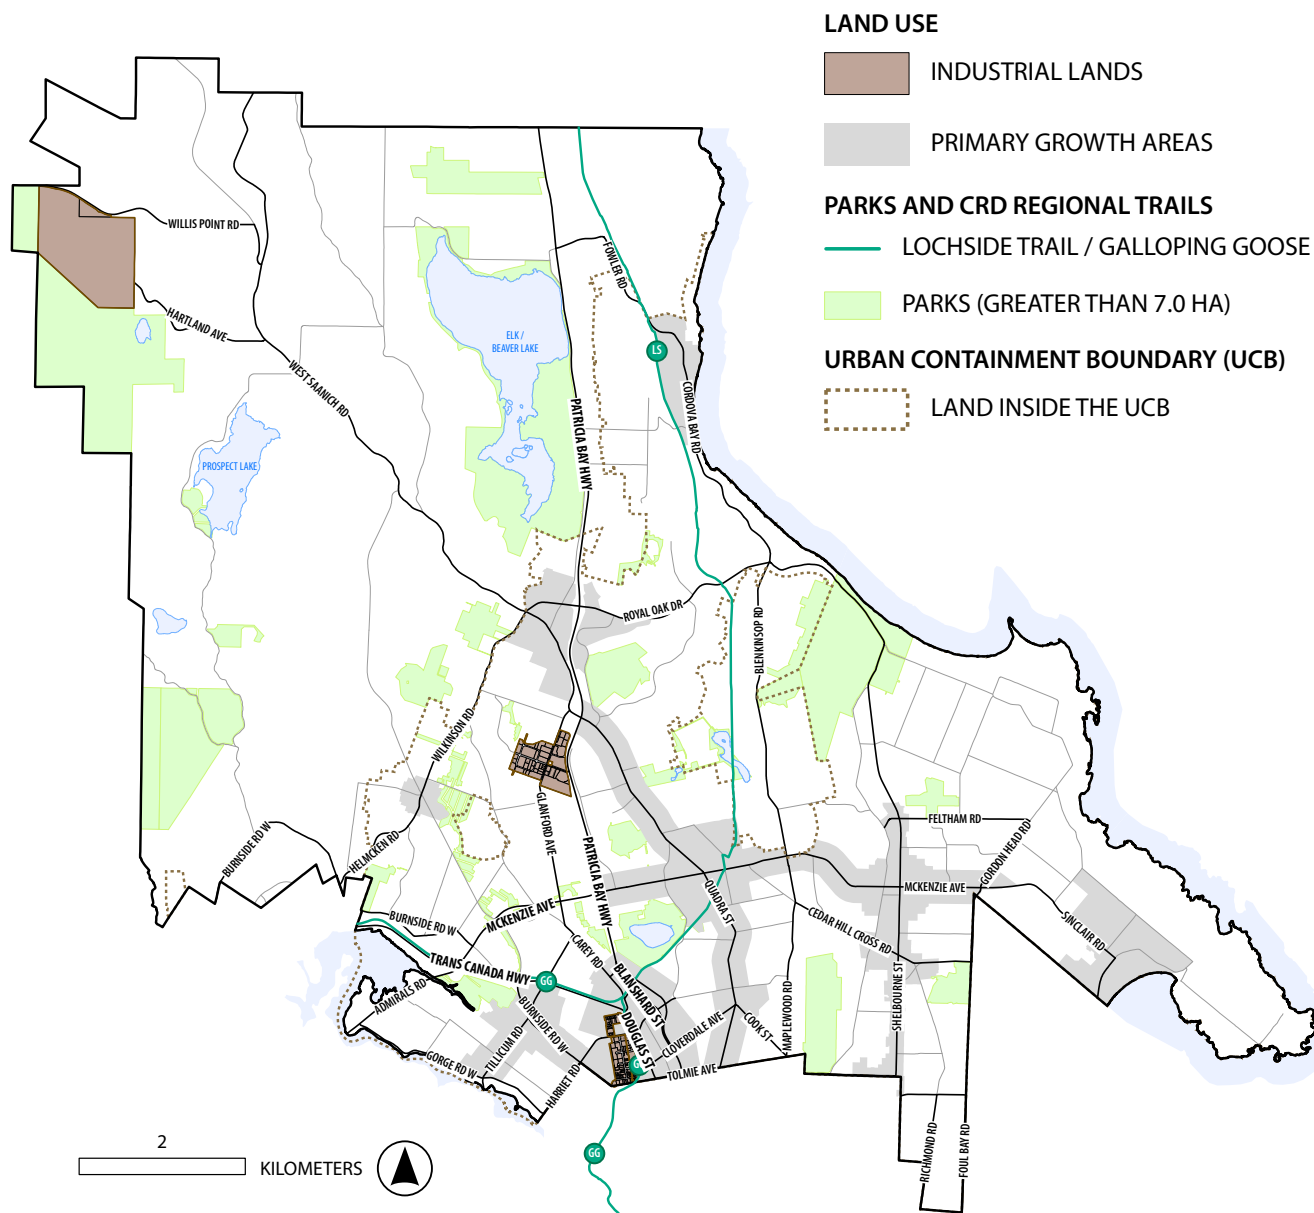 LAND USE
INDUSTRIAL LANDS
PRIMARY GROWTH AREAS
PARKS AND CRD REGIONAL TRAILS
LOCHSIDE TRAIL / GALLOPING GOOSE
PARKS (GREATER THAN 7.0 HA)
URBAN CONTAINMENT BOUNDARY (UCB)
LAND INSIDE THE UCB
WILLIS POINT RD
HARTLAND AVE
WEST SAANICH RD
ELK /
BEAVER LAKE
PATRICIA BAY HWY
FOWLER RD
LS
CORDOVA BAY RD
PROSPECT LAKE
ROYAL OAK DR
BLENKINSOP RD
WILKINSON RD
GLANFORD AVE
PATRICIA BAY HWY
HELMCKEN RD
BURNSIDE RD W
FELTHAM RD
GORDON HEAD RD
MCKENZIE AVE
SINCLAIR RD
QUADRA ST
CEDAR HILL CROSS RD
MCKENZIE AVE
BURNSIDE RD W
CAREY RD
TRANS CANADA HWY
GG
ADMIRALS RD
BLANSHARD ST
DOUGLAS ST
BURNSIDE RD W
TILLICUM RD
GORGE RD W
HARRIET RD
CLOVERDALE AVE
COOK ST
MAPLEWOOD RD
SHELBOURNE ST
TOLMIE AVE
RICHMOND RD
FOUL BAY RD
GG
2
KILOMETERS